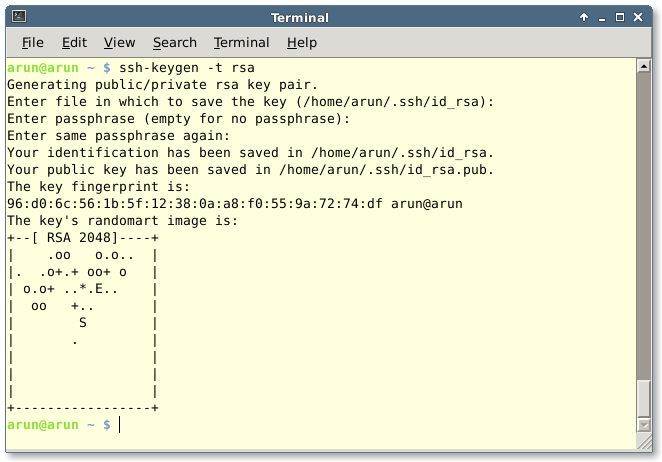 Terminal
File Edit View Search Terminal Help
arun@arun ~ $ ssh-keygen -t rsa
Generating public/private rsa key pair.
Enter file in which to save the key (/home/arun/.ssh/id_rsa):
Enter passphrase (empty for no passphrase):
Enter same passphrase again:
Your identification has been saved in /home/arun/.ssh/id_rsa.
Your public key has been saved in /home/arun/.ssh/id_rsa.pub.
The key fingerprint is:
96:d0:6c:56:1b:5f:12:38:0a:a8:f0:55:9a:72:74:df arun@arun
The key's randomart image is:
+--[ RSA 2048]----+
|    .oo   o.o..  |
|.  .o+.+ oo+ o   |
| o.o+ ..*.E..    |
|  oo   +..       |
|        S        |
|       .         |
|                 |
|                 |
|                 |
+-----------------+
arun@arun ~ $